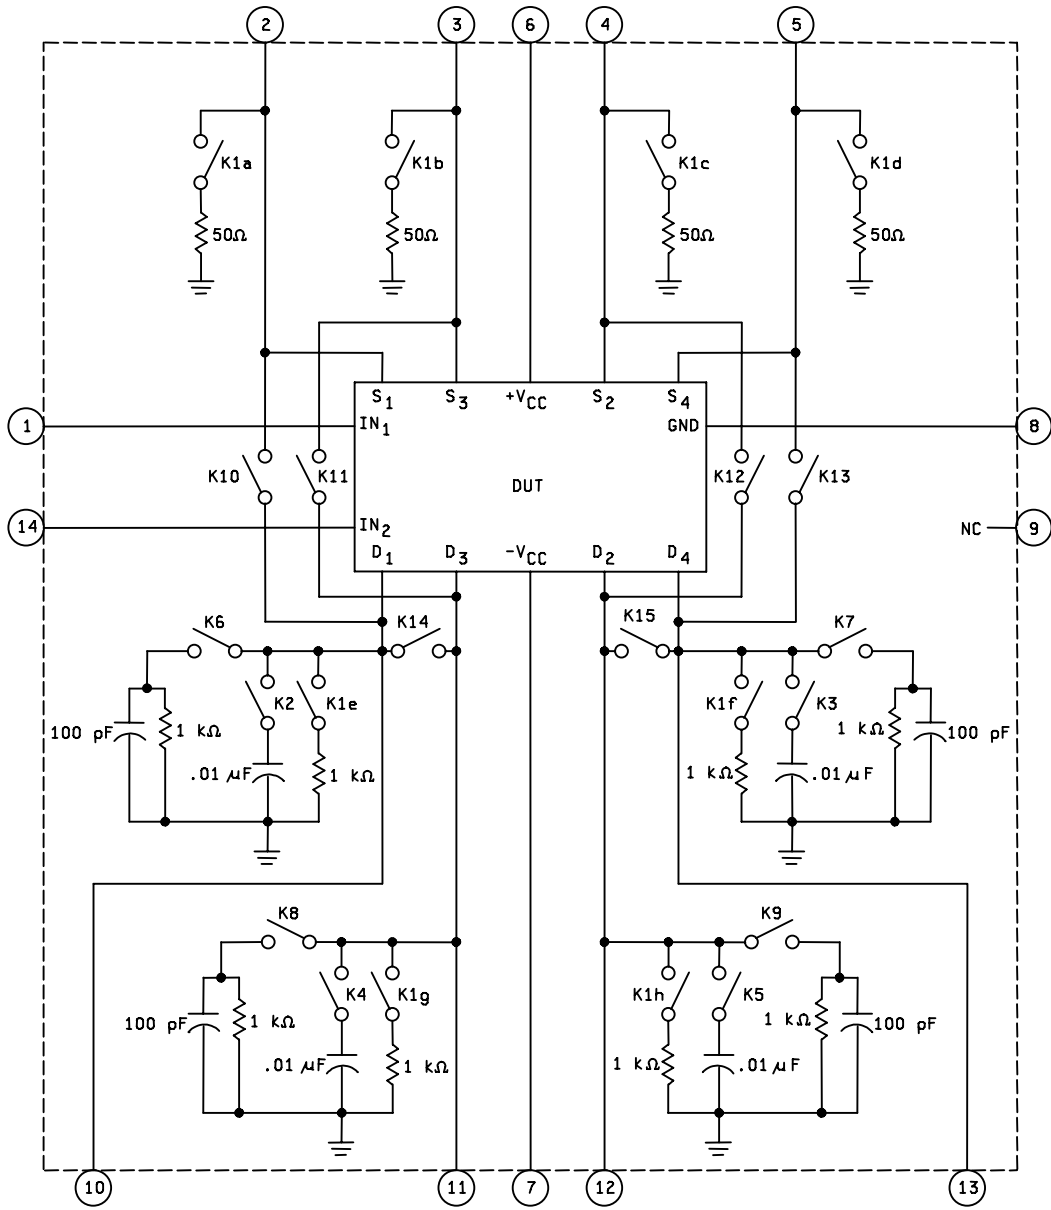 2 3 6 4 5
K1a K1b K1c K1d
50Ω 50Ω 50Ω 50Ω
S1 S3 +VCC S2 S4
1 IN1 GND 8
K10 K11 DUT K12 K13
14 IN2 NC 9
D1 D3 -VCC D2 D4
K6 K14 K15 K7
K2 K1e K1f K3
100 pF 1 kΩ 1 kΩ 100 pF
.01 μF 1 kΩ 1 kΩ .01 μF
K8 K9
K4 K1g K1h K5
100 pF 1 kΩ 1 kΩ 100 pF
.01 μF 1 kΩ 1 kΩ .01 μF
10 11 7 12 13